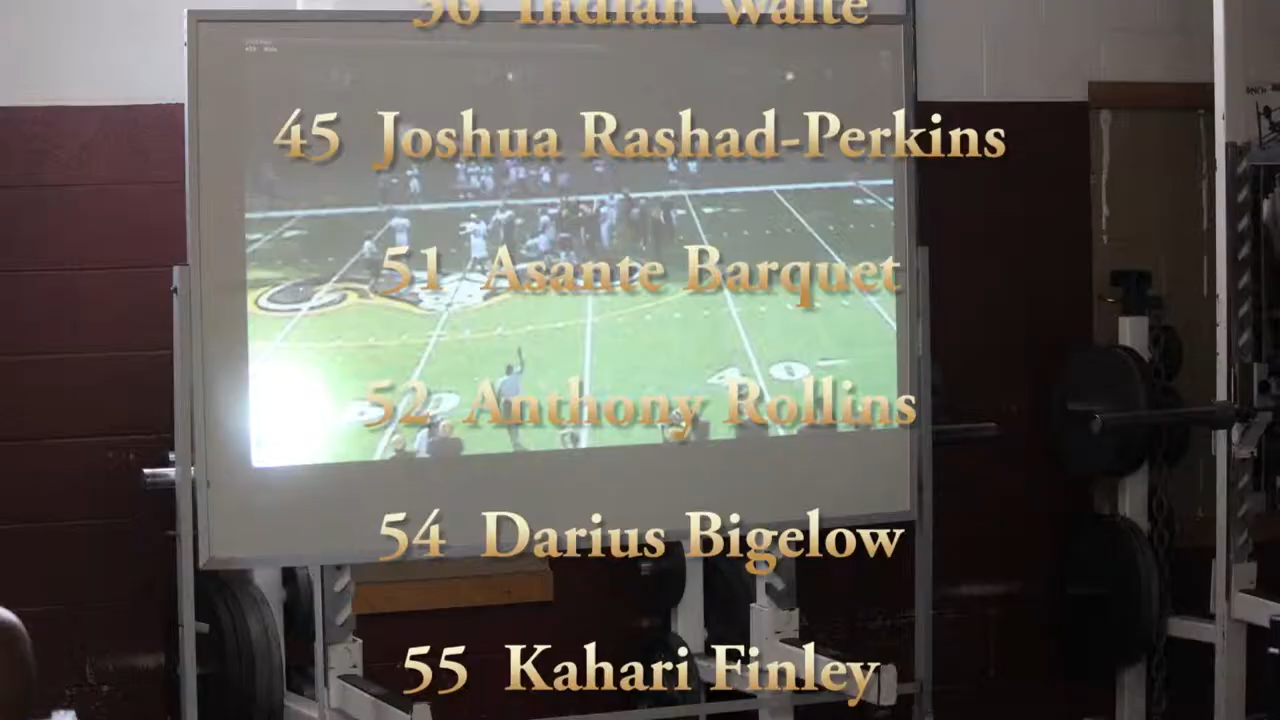 45 Joshua Rashad-Perkins
51 Asante Barquet
52 Anthony Rollins
54 Darius Bigelow
55 Kahari Finley